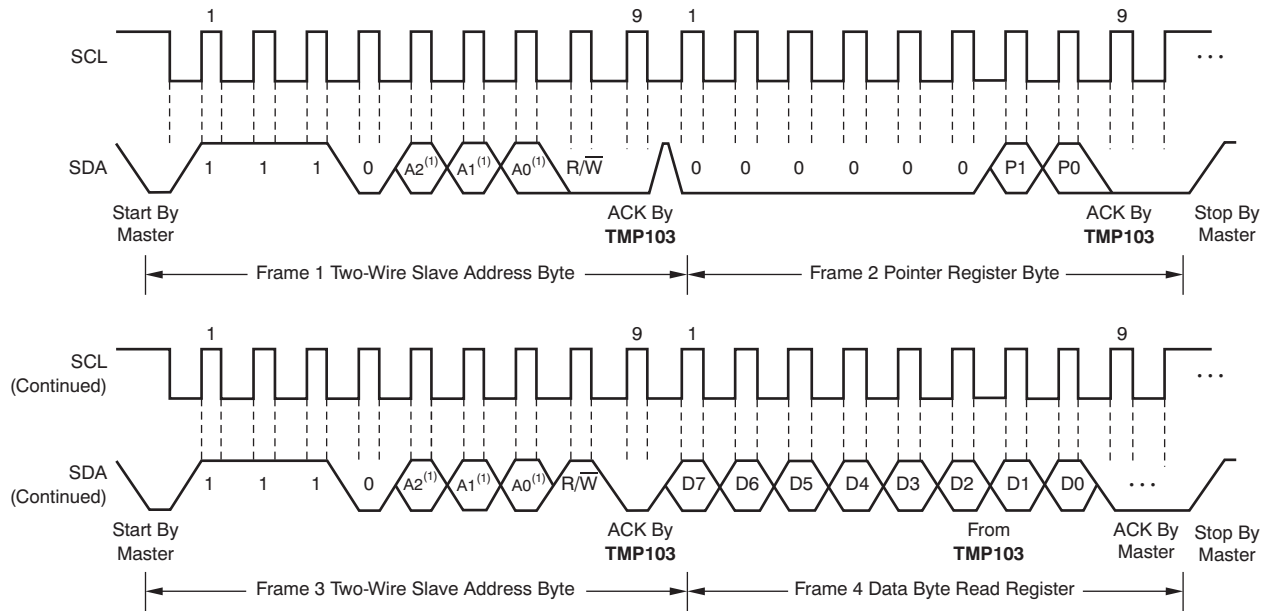 1 9 1 9
SCL ...
SDA 1 1 1 0 A2(1) A1(1) A0(1) R/W̅ 0 0 0 0 0 0 P1 P0
Start By Master
ACK By TMP103
ACK By TMP103
Stop By Master
Frame 1 Two-Wire Slave Address Byte
Frame 2 Pointer Register Byte
1 9 1 9
SCL (Continued) ...
SDA (Continued) 1 1 1 0 A2(1) A1(1) A0(1) R/W̅ D7 D6 D5 D4 D3 D2 D1 D0 ...
Start By Master
ACK By TMP103
From TMP103
ACK By Master
Stop By Master
Frame 3 Two-Wire Slave Address Byte
Frame 4 Data Byte Read Register